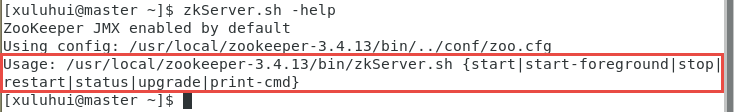 [xuluhui@master ~]$ zkServer.sh -help
ZooKeeper JMX enabled by default
Using config: /usr/local/zookeeper-3.4.13/bin/../conf/zoo.cfg
Usage: /usr/local/zookeeper-3.4.13/bin/zkServer.sh {start|start-foreground|stop|
restart|status|upgrade|print-cmd}
[xuluhui@master ~]$